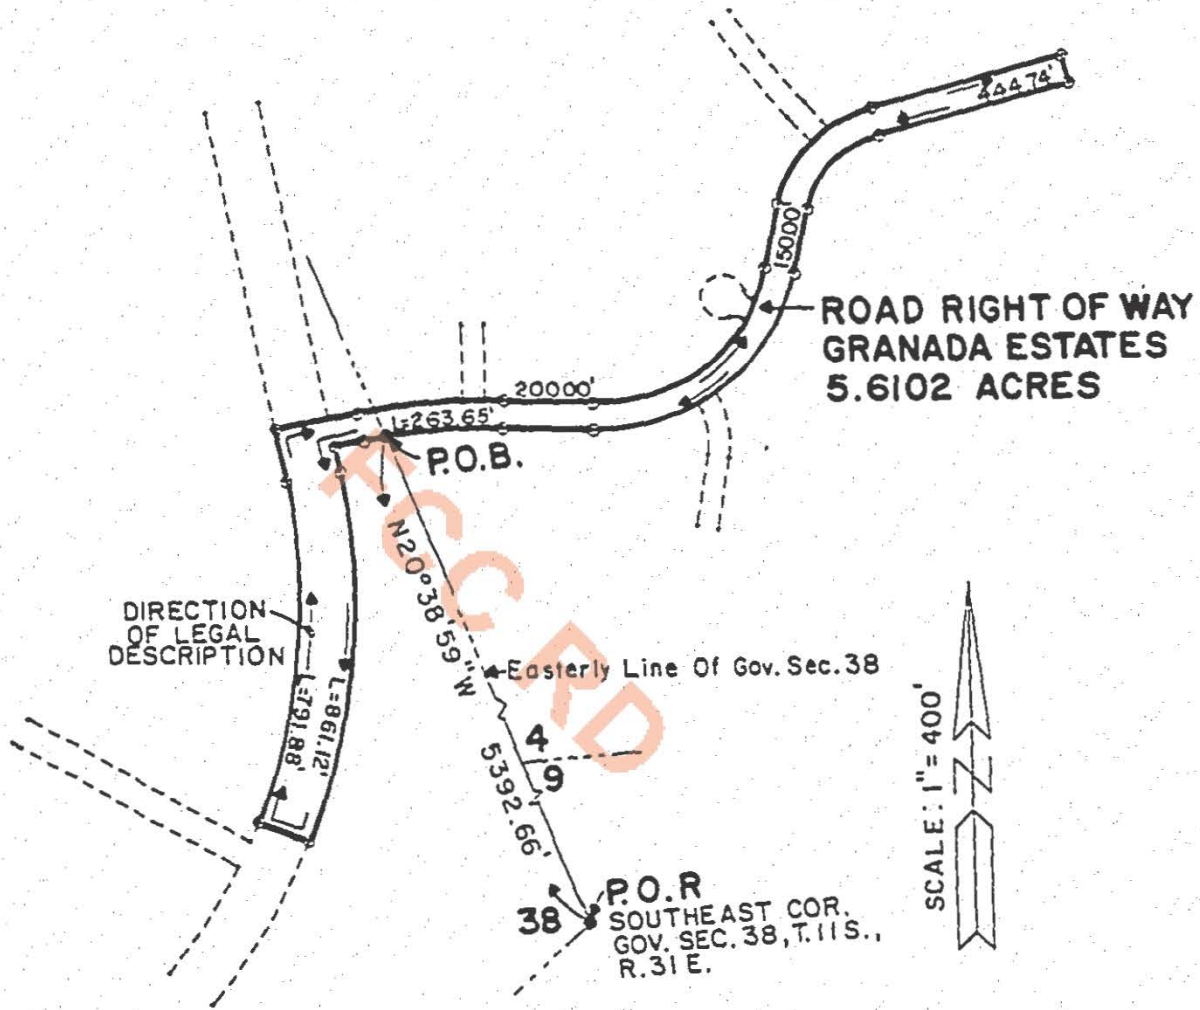 444.74'
150.00'
ROAD RIGHT OF WAY
GRANADA ESTATES
5.6102 ACRES
200.00'
L=263.65'
P.O.B.
FCC RD
N20°38'59"W
5392.66'
DIRECTION
OF LEGAL
DESCRIPTION
Easterly Line Of Gov. Sec. 38
L=861.12'
L=791.88'
4
9
38
P.O.R
SOUTHEAST COR.
GOV. SEC. 38, T. 11 S.,
R. 31 E.
SCALE: 1" = 400'
N